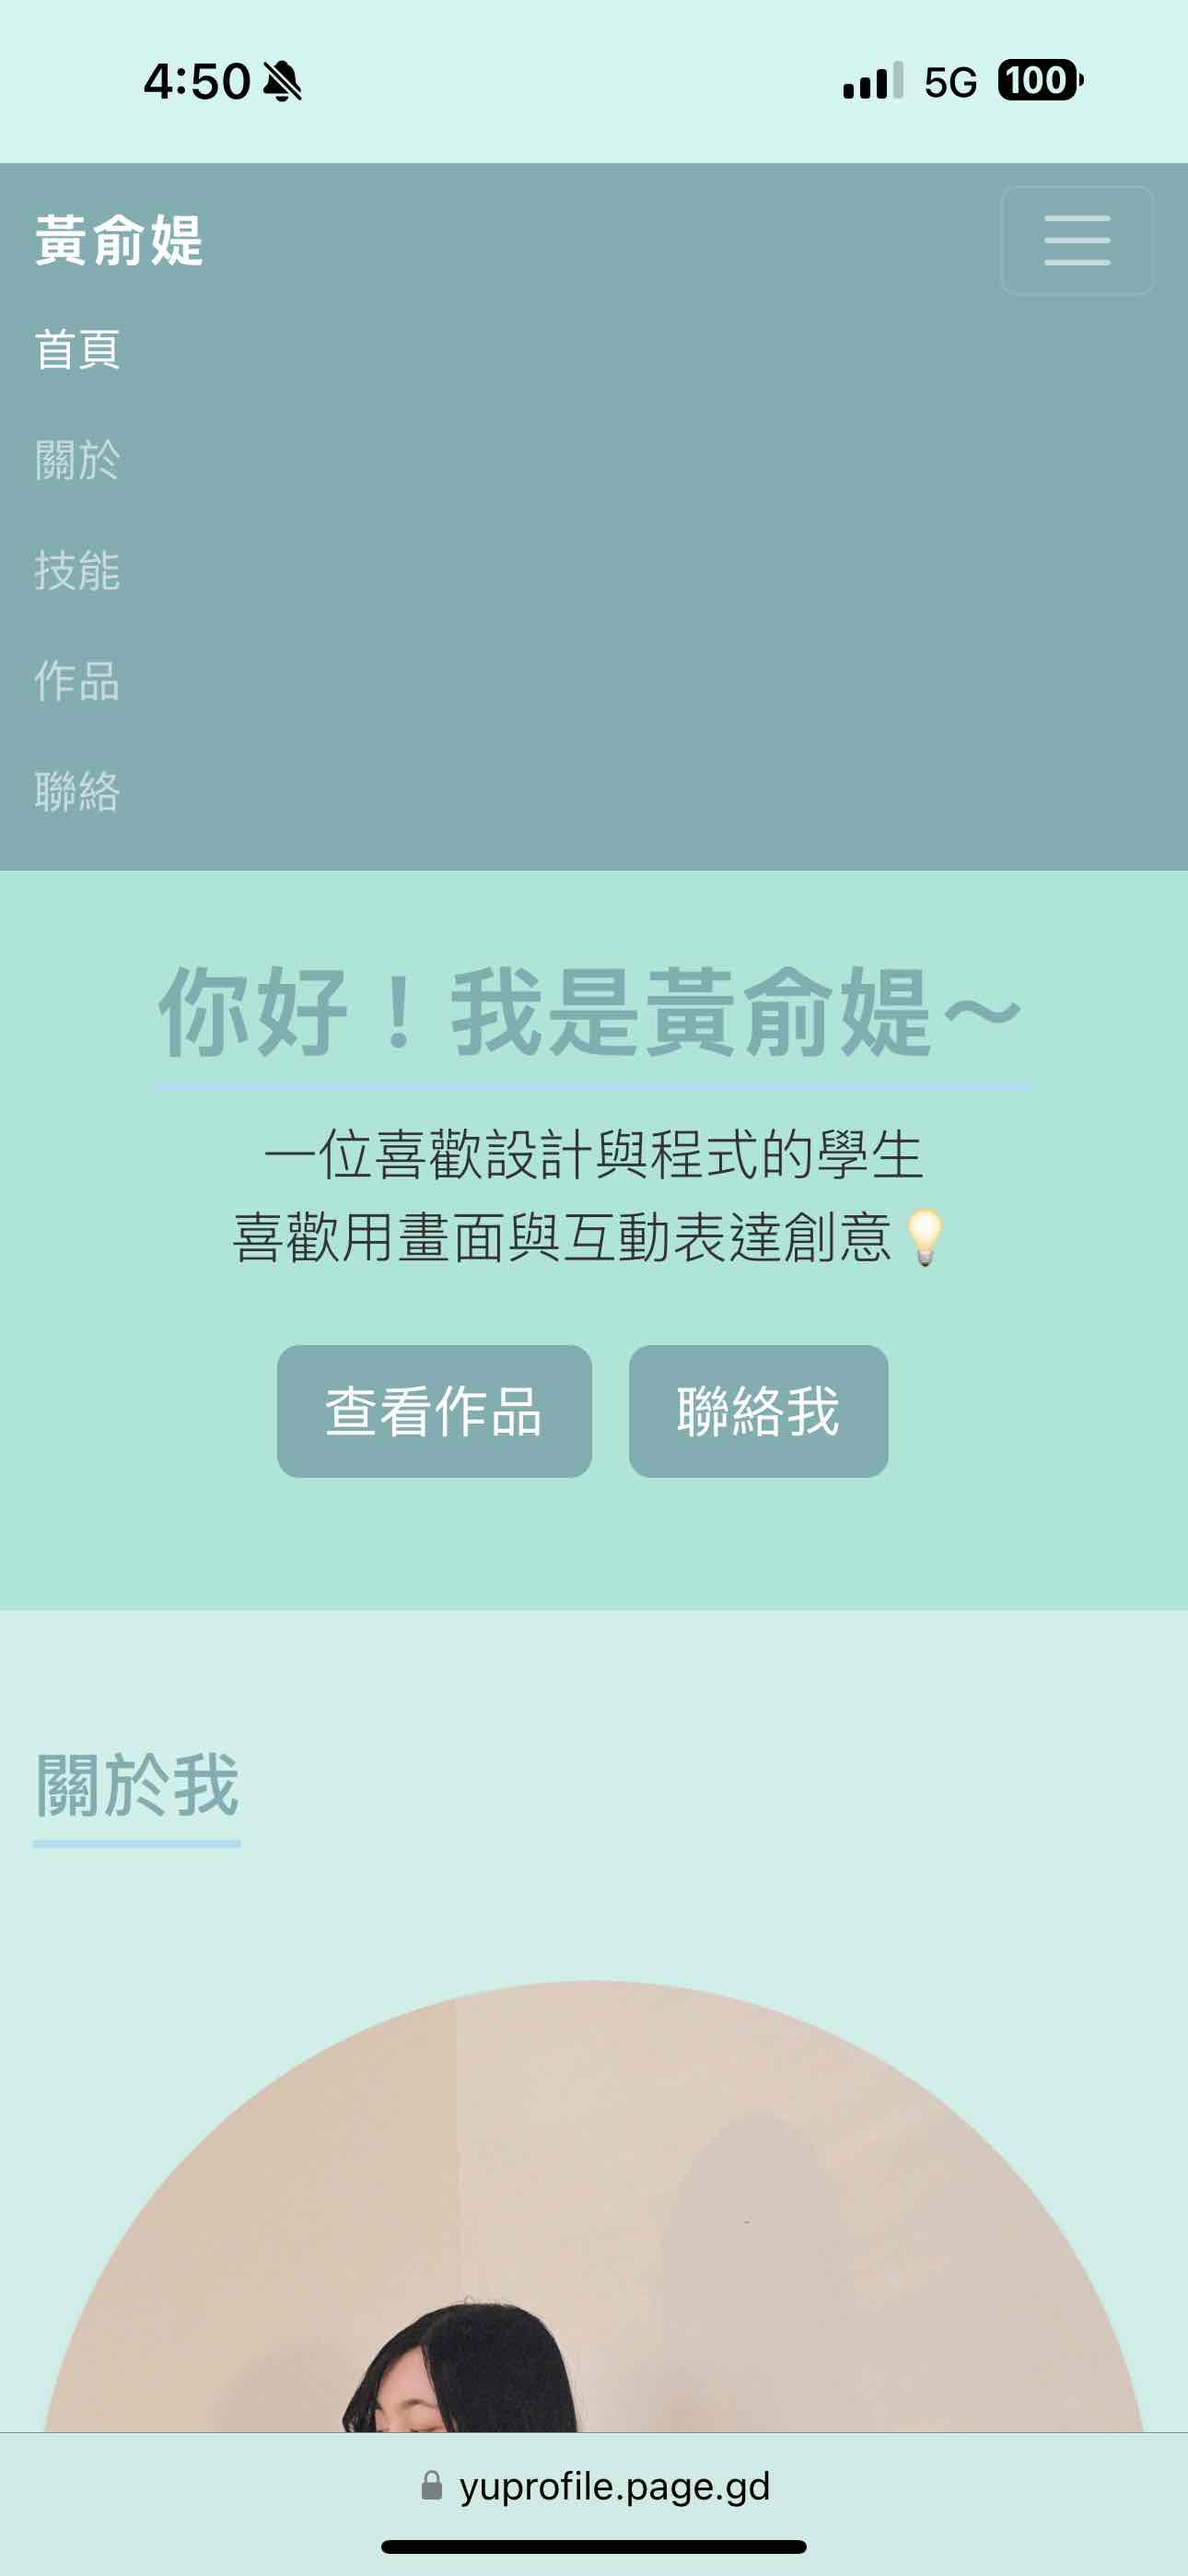 4:50 5G 100
黃俞媞
首頁
關於
技能
作品
聯絡
你好！我是黃俞媞～
一位喜歡設計與程式的學生
喜歡用畫面與互動表達創意💡
查看作品 聯絡我
關於我
yuprofile.page.gd